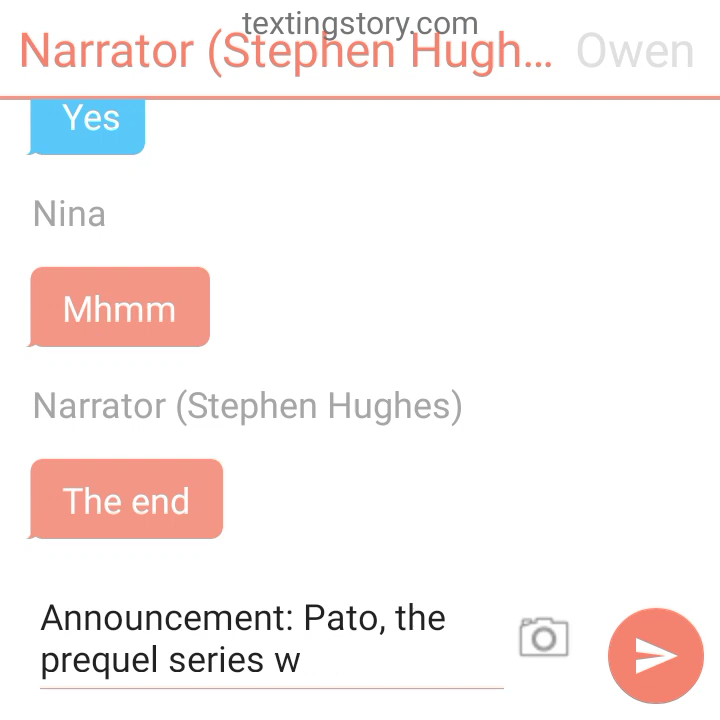 textingstory.com
Narrator (Stephen Hugh... Owen
Yes
Nina
Mhmm
Narrator (Stephen Hughes)
The end
Announcement: Pato, the
prequel series w